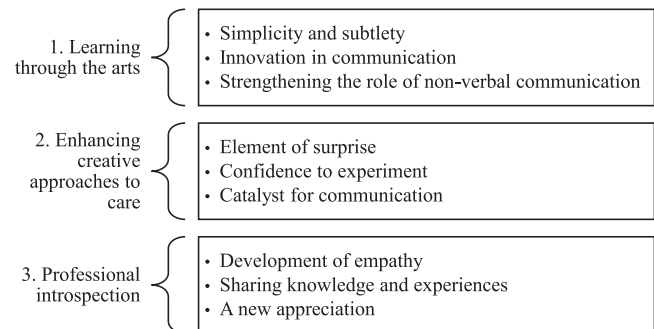 1. Learning
through the arts
• Simplicity and subtlety
• Innovation in communication
• Strengthening the role of non-verbal communication
2. Enhancing
creative
approaches to
care
• Element of surprise
• Confidence to experiment
• Catalyst for communication
3. Professional
introspection
• Development of empathy
• Sharing knowledge and experiences
• A new appreciation